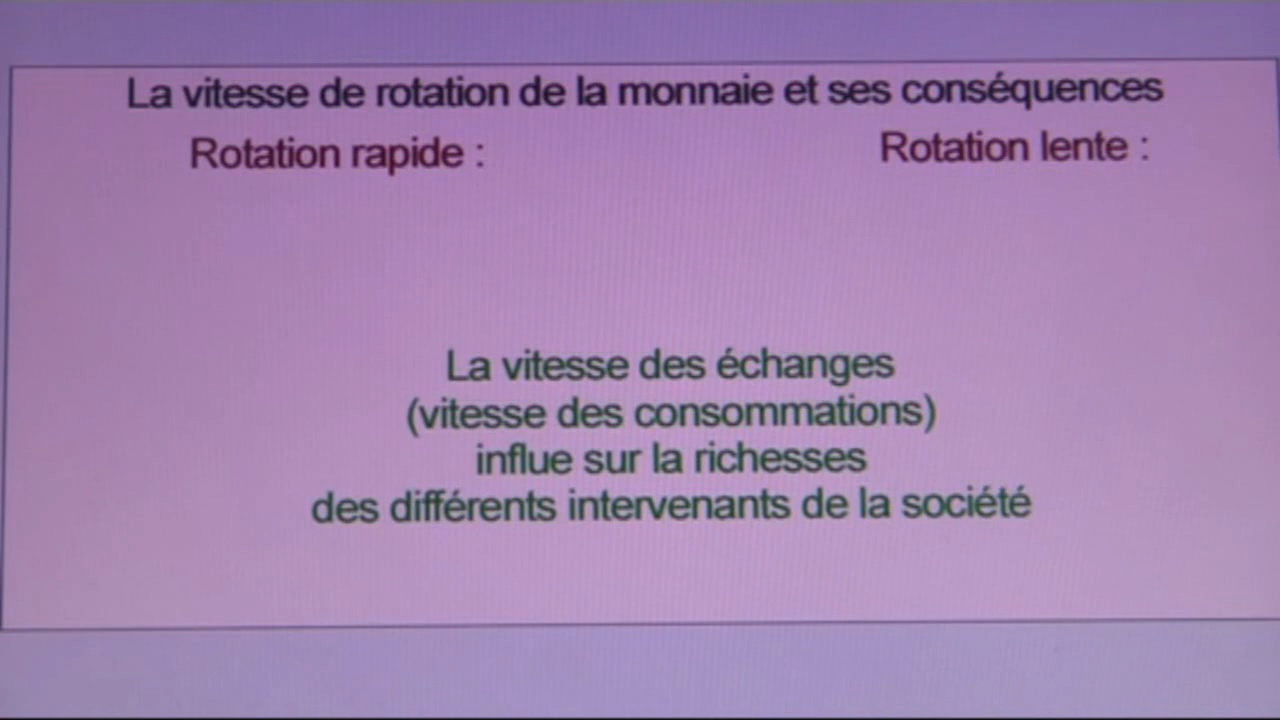 La vitesse de rotation de la monnaie et ses conséquences
Rotation rapide :
Rotation lente :
La vitesse des échanges
(vitesse des consommations)
influe sur la richesses
des différents intervenants de la société